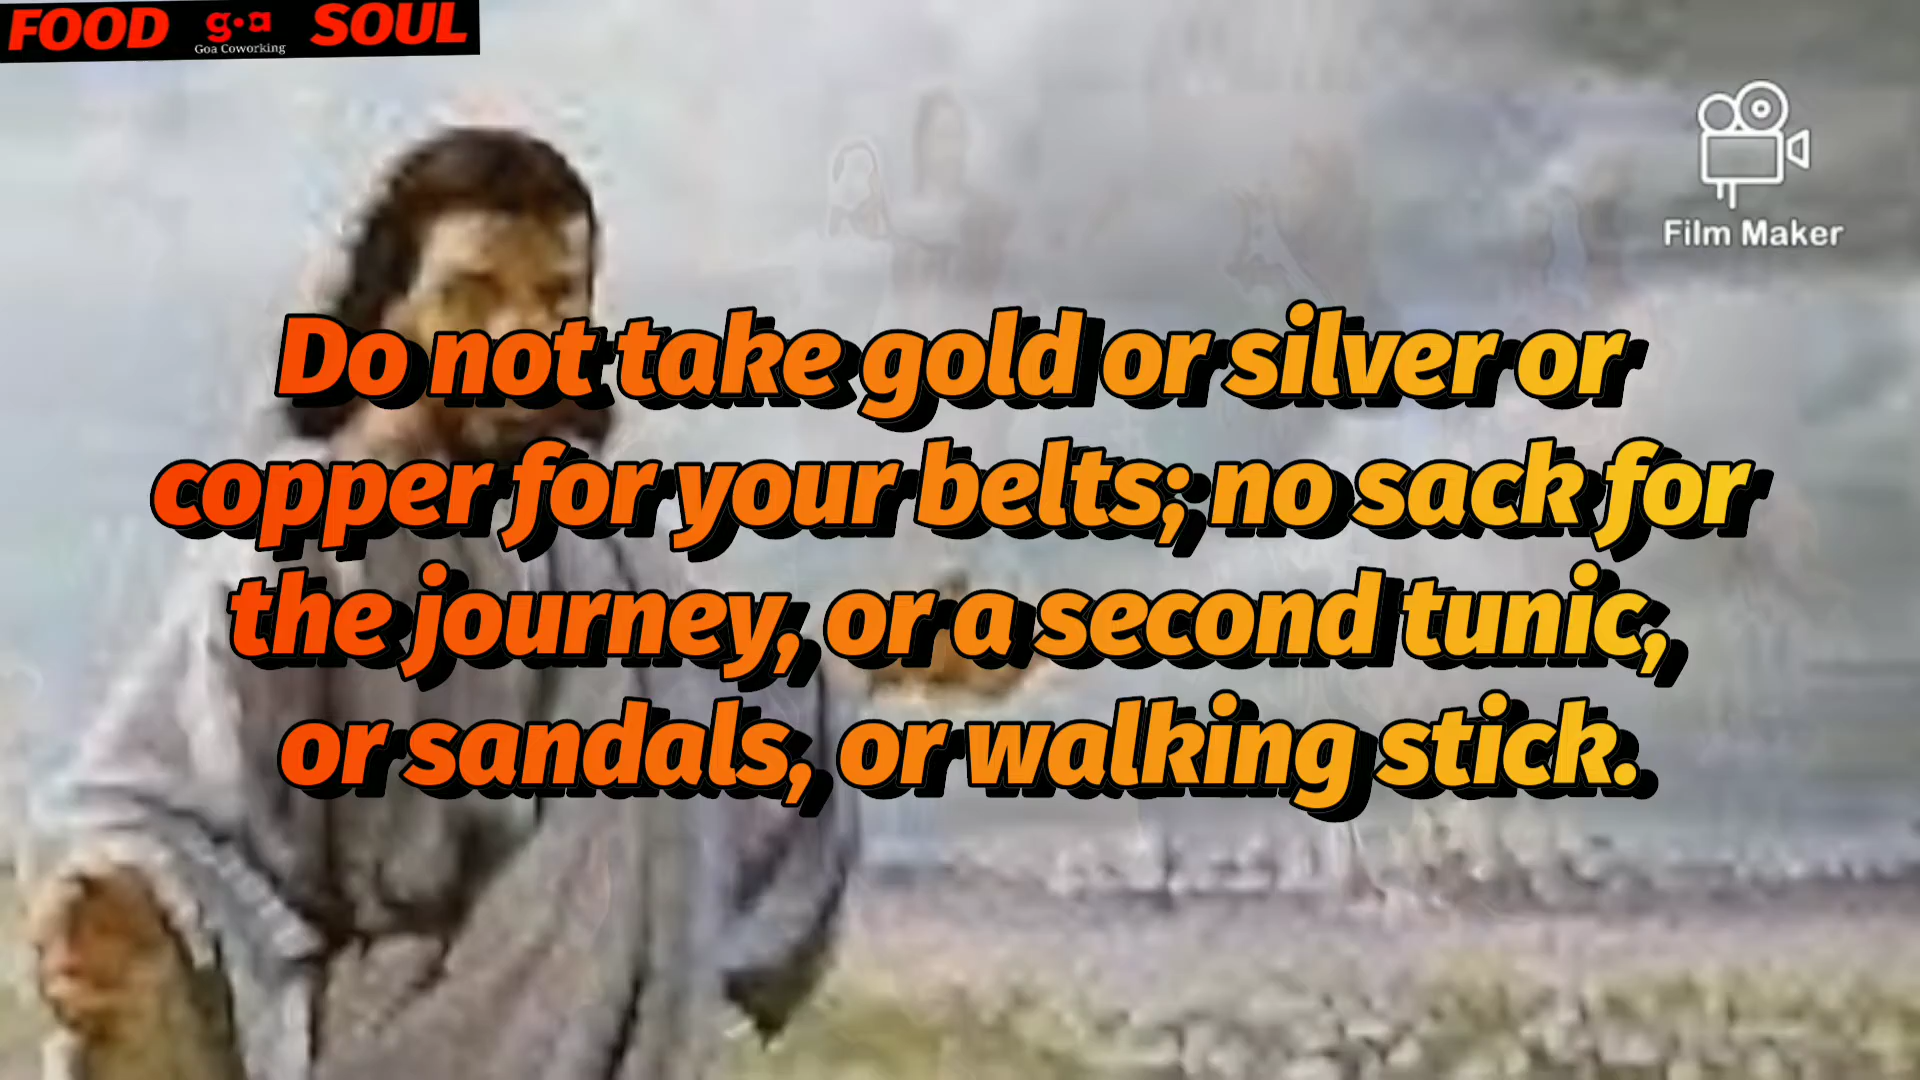 FOOD g·a SOUL
Goa Coworking
Film Maker
Do not take gold or silver or
copper for your belts; no sack for
the journey, or a second tunic,
or sandals, or walking stick.